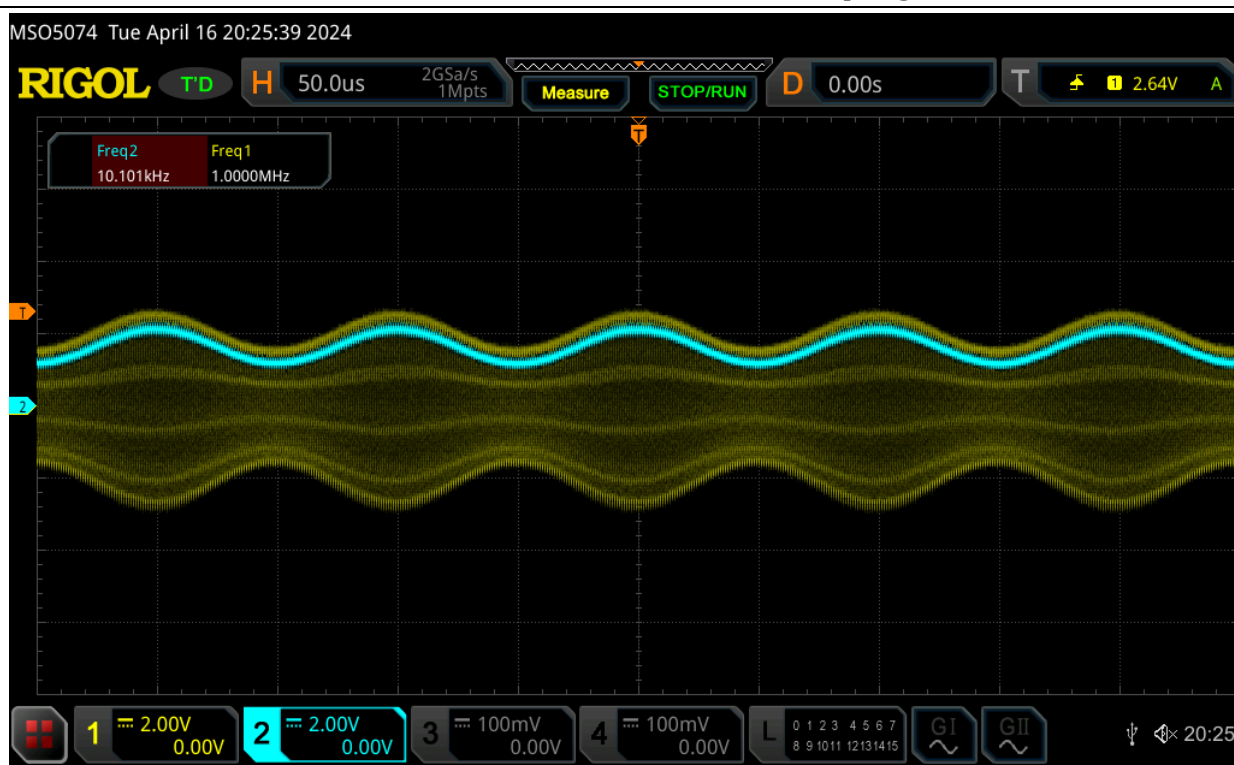 MSO5074 Tue April 16 20:25:39 2024
RIGOL T'D H 50.0us 2GSa/s 1Mpts Measure STOP/RUN D 0.00s T 1 2.64V A
T
Freq2 Freq1
10.101kHz 1.0000MHz
T
2
1 2.00V 0.00V 2 2.00V 0.00V 3 100mV 0.00V 4 100mV 0.00V L 0 1 2 3 4 5 6 7 8 9 10 11 12 13 14 15 GI GII 20:25